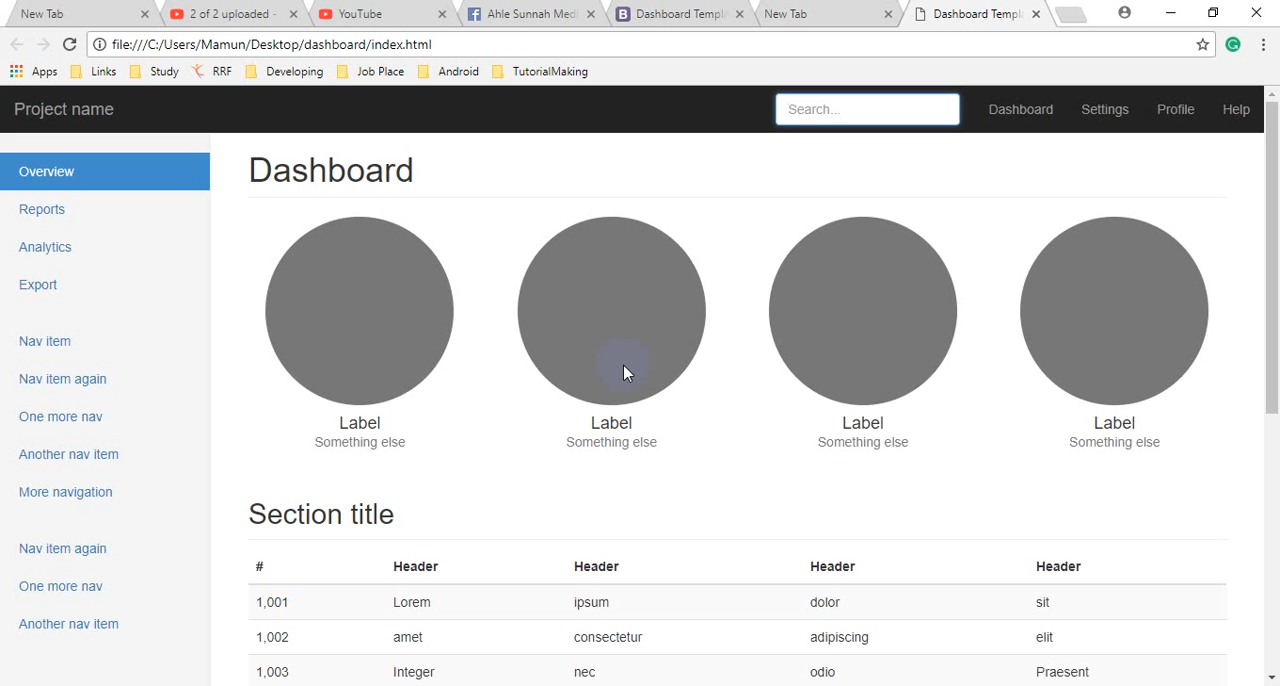 New Tab 2 of 2 uploaded - YouTube Ahle Sunnah Medi Dashboard Templ New Tab Dashboard Templ
file:///C:/Users/Mamun/Desktop/dashboard/index.html
Apps Links Study RRF Developing Job Place Android TutorialMaking
Project name Search... Dashboard Settings Profile Help
Overview
Reports
Analytics
Export
Nav item
Nav item again
One more nav
Another nav item
More navigation
Nav item again
One more nav
Another nav item
Dashboard
Label Label Label Label
Something else Something else Something else Something else
Section title
# Header Header Header Header
1,001 Lorem ipsum dolor sit
1,002 amet consectetur adipiscing elit
1,003 Integer nec odio Praesent